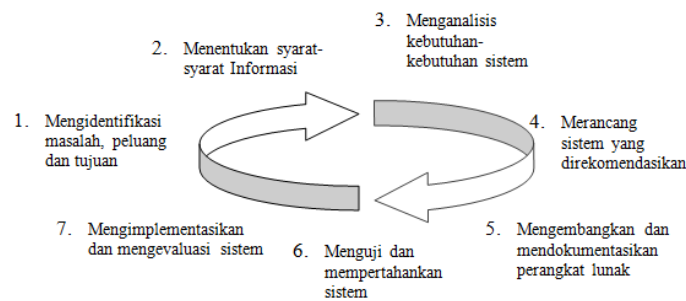 1. Mengidentifikasi
masalah, peluang
dan tujuan
2. Menentukan syarat-
syarat Informasi
3. Menganalisis
kebutuhan-
kebutuhan sistem
4. Merancang
sistem yang
direkomendasikan
5. Mengembangkan dan
mendokumentasikan
perangkat lunak
6. Menguji dan
mempertahankan
sistem
7. Mengimplementasikan
dan mengevaluasi sistem